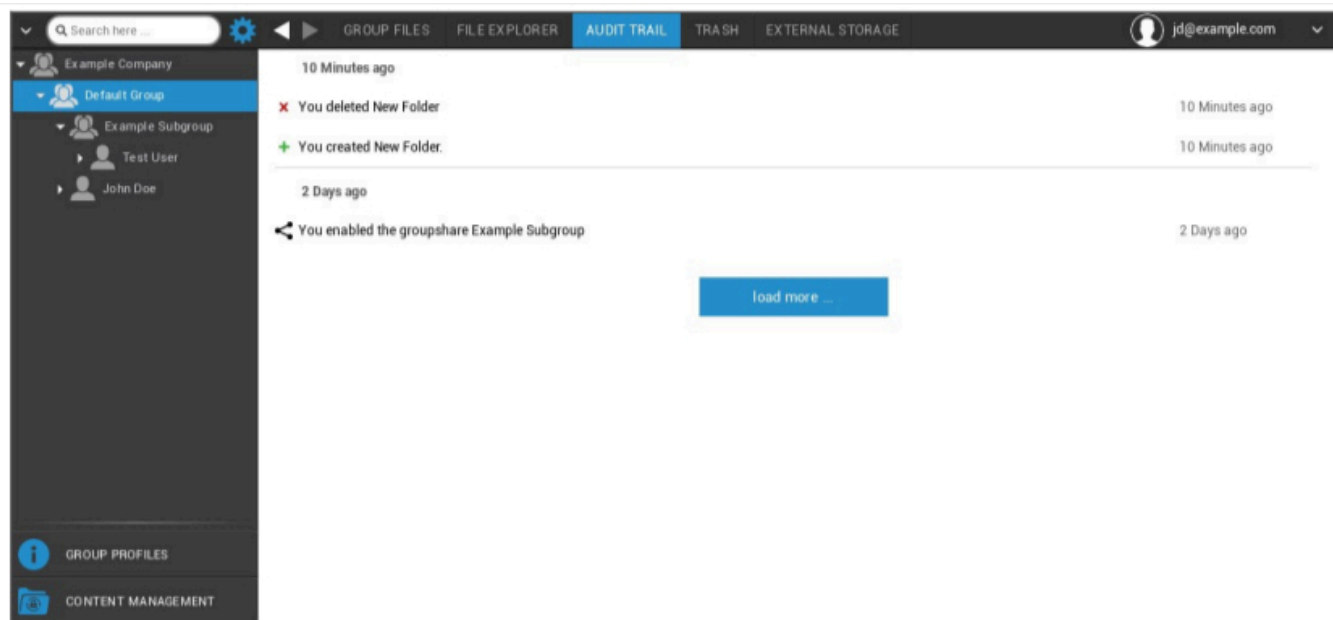 Search here ...
GROUP FILES FILE EXPLORER AUDIT TRAIL TRASH EXTERNAL STORAGE jd@example.com
Example Company
Default Group
Example Subgroup
Test User
John Doe
GROUP PROFILES
CONTENT MANAGEMENT
10 Minutes ago
You deleted New Folder 10 Minutes ago
You created New Folder. 10 Minutes ago
2 Days ago
You enabled the groupshare Example Subgroup 2 Days ago
load more ...